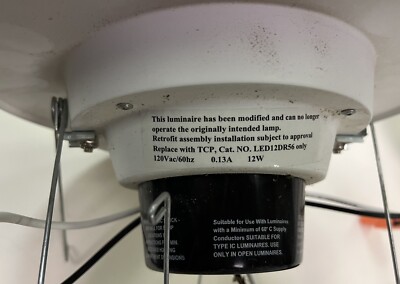 This luminaire has been modified and can no longer
operate the originally intended lamp.
Retrofit assembly installation subject to approval
Replace with TCP, Cat. NO. LED12DR56 only
120Vac/60hz 0.13A 12W
Suitable for Use With Luminaires
with a Minimum of 60° C Supply
Conductors SUITABLE FOR
TYPE IC LUMINAIRES. USE
ONLY IN OPEN LUMINAIRES.